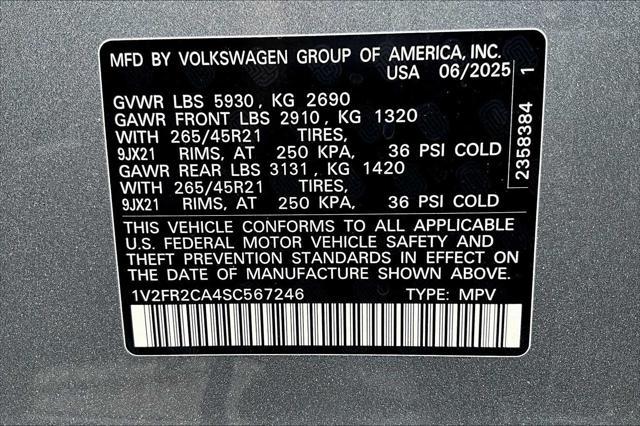 MFD BY VOLKSWAGEN GROUP OF AMERICA, INC.
USA 06/2025
GVWR LBS 5930, KG 2690
GAWR FRONT LBS 2910, KG 1320
WITH 265/45R21 TIRES,
9JX21 RIMS, AT 250 KPA, 36 PSI COLD
GAWR REAR LBS 3131, KG 1420
WITH 265/45R21 TIRES,
9JX21 RIMS, AT 250 KPA, 36 PSI COLD
THIS VEHICLE CONFORMS TO ALL APPLICABLE
U.S. FEDERAL MOTOR VEHICLE SAFETY AND
THEFT PREVENTION STANDARDS IN EFFECT ON
THE DATE OF MANUFACTURE SHOWN ABOVE.
1V2FR2CA4SC567246 TYPE: MPV
2358384 1